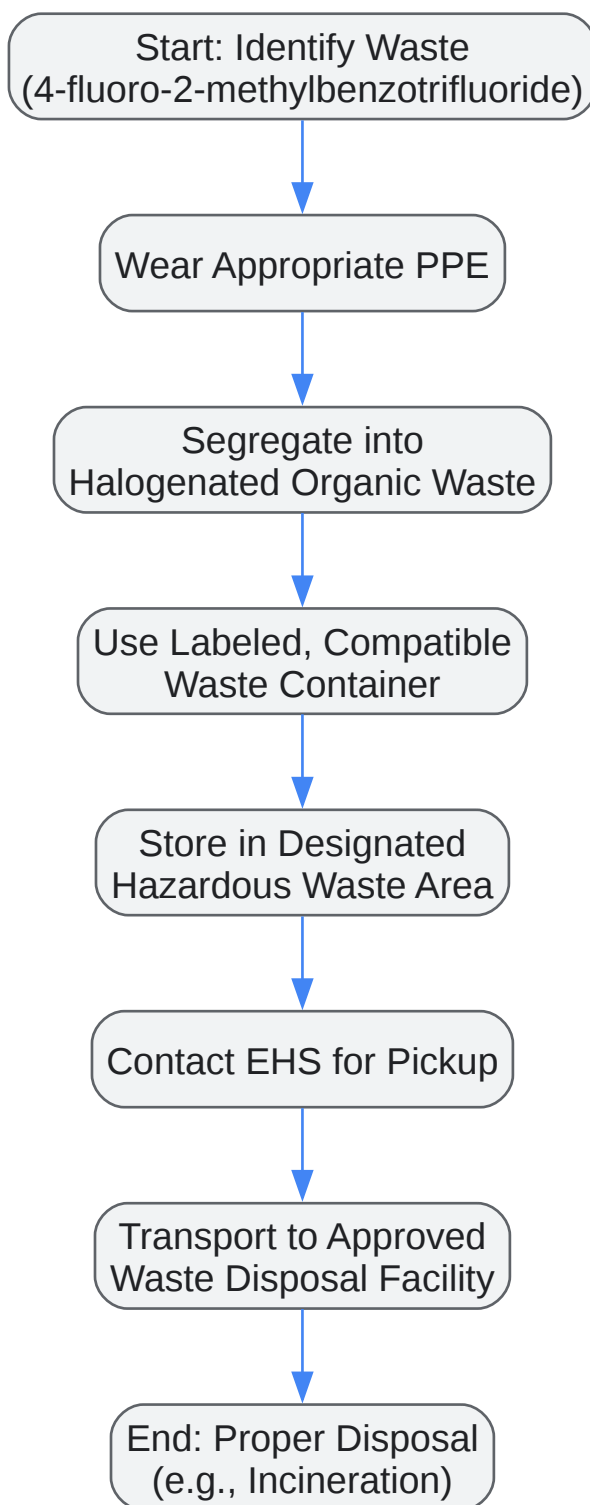 Start: Identify Waste
(4-fluoro-2-methylbenzotrifluoride)
Wear Appropriate PPE
Segregate into
Halogenated Organic Waste
Use Labeled, Compatible
Waste Container
Store in Designated
Hazardous Waste Area
Contact EHS for Pickup
Transport to Approved
Waste Disposal Facility
End: Proper Disposal
(e.g., Incineration)